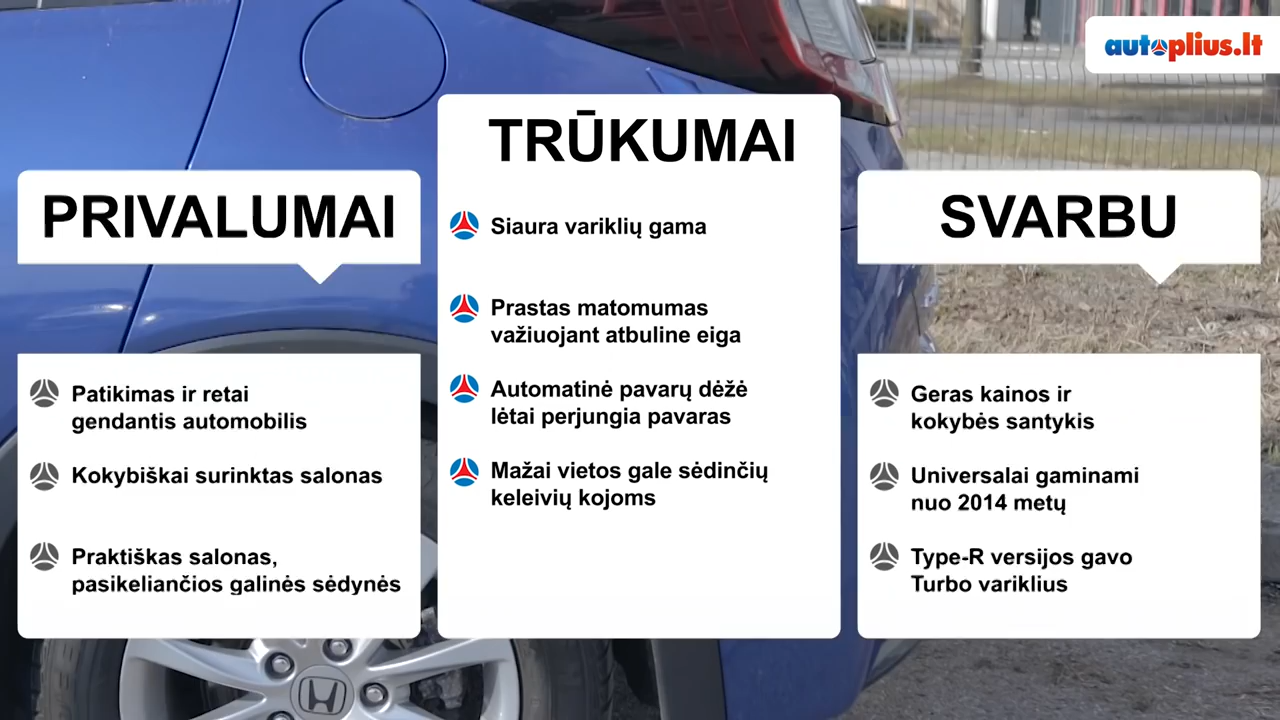 autoplius.lt
PRIVALUMAI
Patikimas ir retai
gendantis automobilis
Kokybiškai surinktas salonas
Praktiškas salonas,
pasikeliančios galinės sėdynės
TRŪKUMAI
Siaura variklių gama
Prastas matomumas
važiuojant atbuline eiga
Automatinė pavarų dėžė
lėtai perjungia pavaras
Mažai vietos gale sėdinčių
keleivių kojoms
SVARBU
Geras kainos ir
kokybės santykis
Universalai gaminami
nuo 2014 metų
Type-R versijos gavo
Turbo variklius